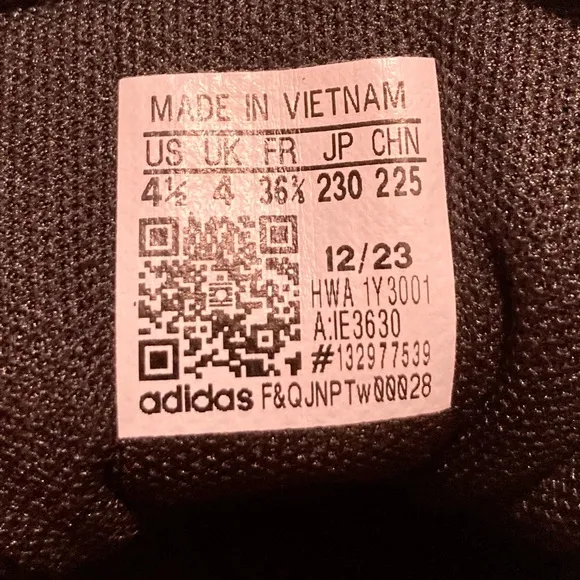 MADE IN VIETNAM
US UK FR JP CHN
4½ 4 36⅔ 230 225
12/23
HWA 1Y3001
A:IE3630
#132977539
adidas F&QJNPTw00028